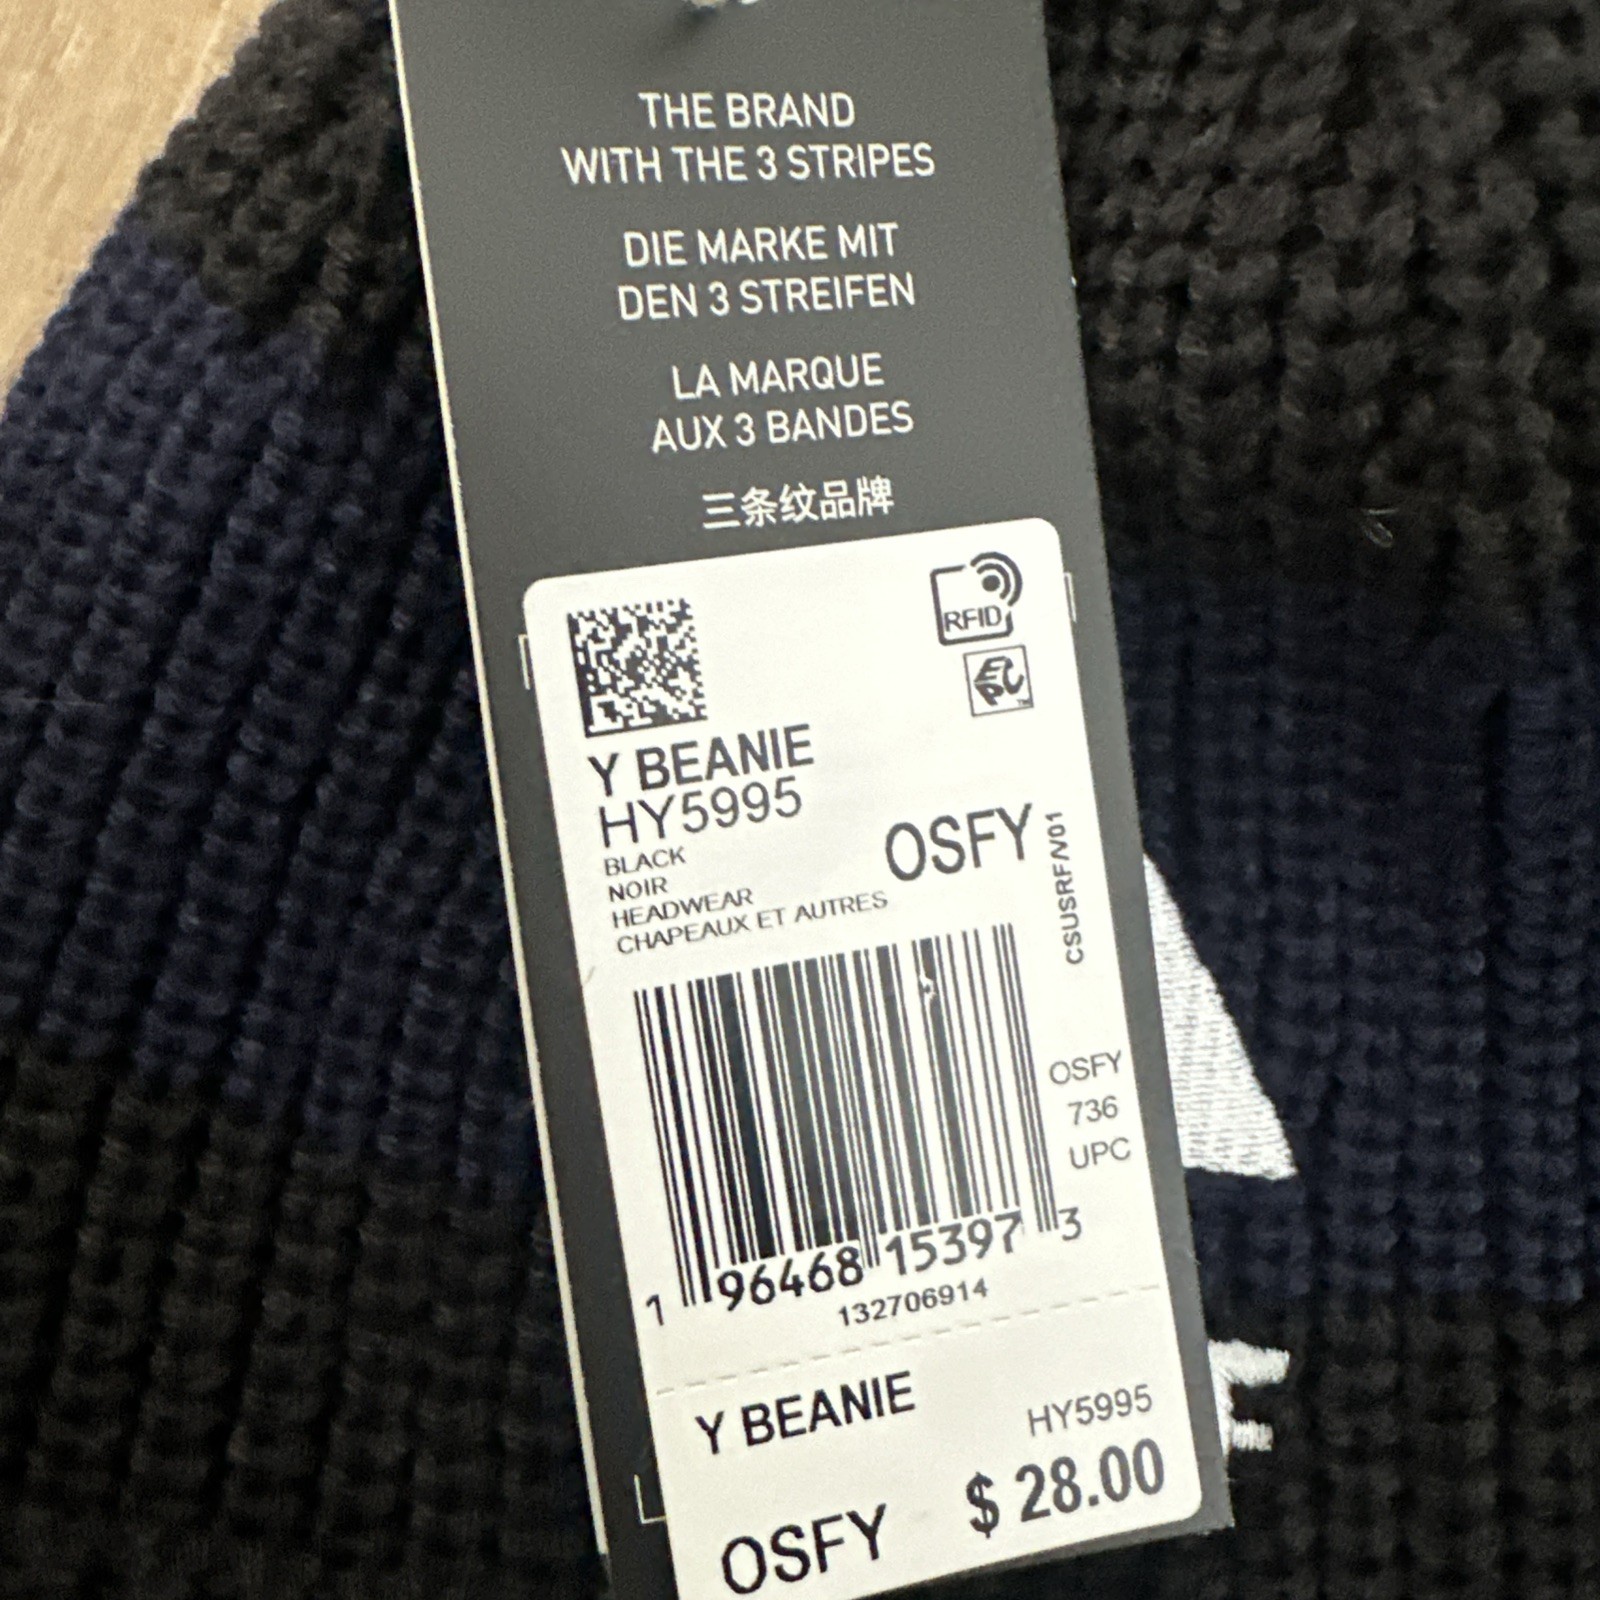 THE BRAND
WITH THE 3 STRIPES
DIE MARKE MIT
DEN 3 STREIFEN
LA MARQUE
AUX 3 BANDES
三条纹品牌
RFID
EPC
TM
Y BEANIE
HY5995
OSFY
BLACK
NOIR
HEADWEAR
CHAPEAUX ET AUTRES
CSUSRF/V01
OSFY
736
UPC
1 96468 15397 3
132706914
Y BEANIE
HY5995
OSFY
$ 28.00